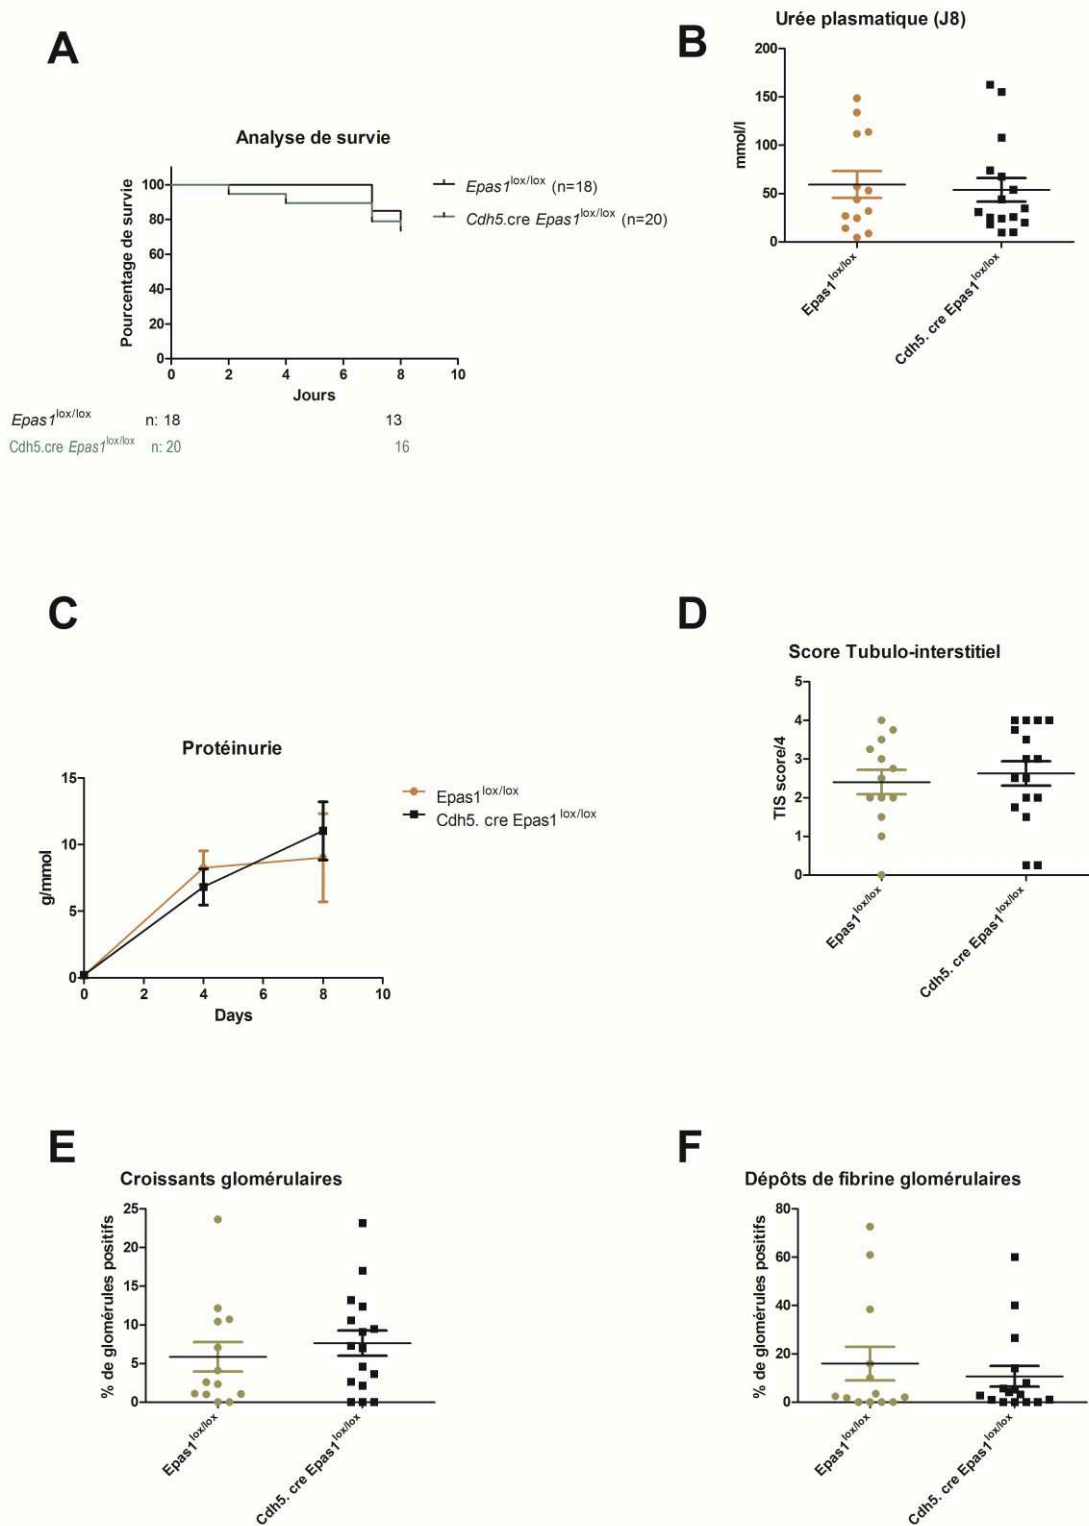 A
Analyse de survie
Pourcentage de survie
100
80
60
40
20
0
0 2 4 6 8 10
Jours
Epas1lox/lox (n=18)
Cdh5.cre Epas1lox/lox (n=20)
Epas1lox/lox n: 18 13
Cdh5.cre Epas1lox/lox n: 20 16
B
Urée plasmatique (J8)
mmol/l
200
150
100
50
0
Epas1lox/lox
Cdh5. cre Epas1lox/lox
C
Protéinurie
g/mmol
15
10
5
0
0 2 4 6 8 10
Days
Epas1lox/lox
Cdh5. cre Epas1lox/lox
D
Score Tubulo-interstitiel
TIS score/4
5
4
3
2
1
0
Epas1lox/lox
Cdh5. cre Epas1lox/lox
E
Croissants glomérulaires
% de glomérules positifs
25
20
15
10
5
0
Epas1lox/lox
Cdh5. cre Epas1lox/lox
F
Dépôts de fibrine glomérulaires
% de glomérules positifs
80
60
40
20
0
Epas1lox/lox
Cdh5. cre Epas1lox/lox